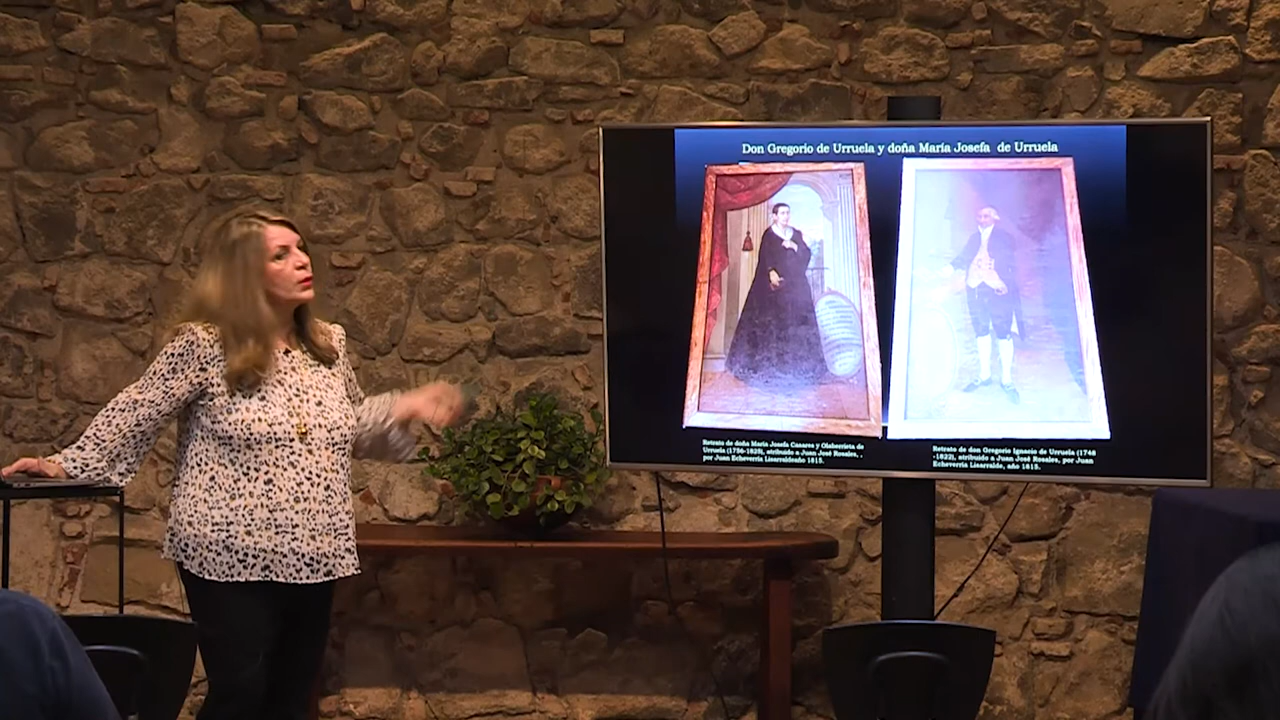 Don Gregorio de Urruela y doña María Josefa de Urruela
Retrato de doña María Josefa Casares y Olaberrieta de
Urruela (1756-1825), atribuido a Juan José Rosales, ,
por Juan Echeverría Lisarraldeaño 1815.
Retrato de don Gregorio Ignacio de Urruela (1746
-1822), atribuido a Juan José Rosales, por Juan
Echeverría Lisarralde, año 1815.